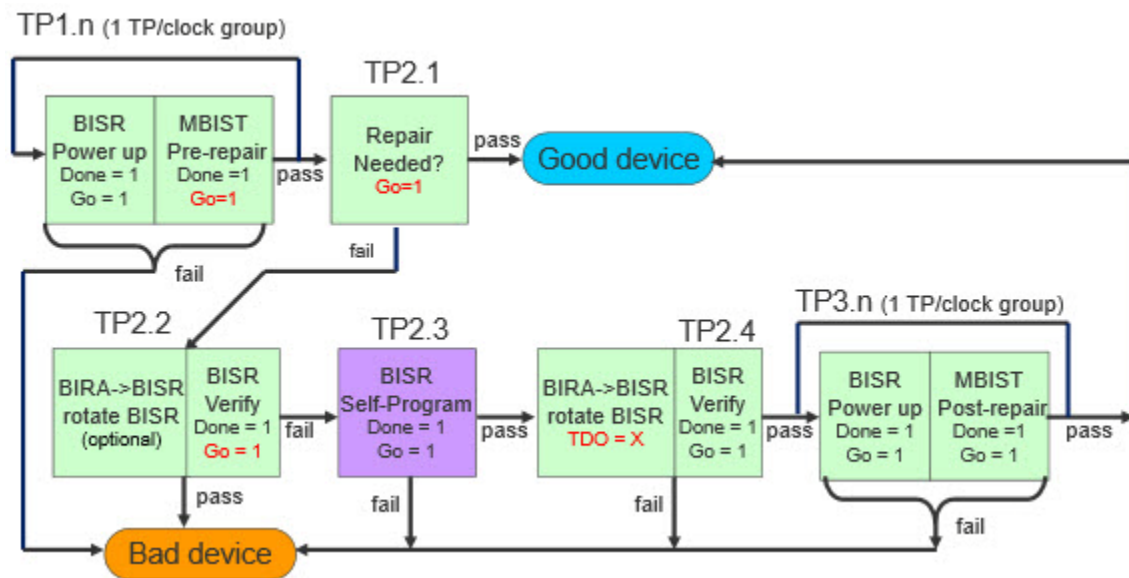 TP1.n (1 TP/clock group)
BISR
Power up
Done = 1
Go = 1
MBIST
Pre-repair
Done =1
Go=1
pass
fail
TP2.1
Repair
Needed?
Go=1
pass
fail
Good device
TP2.2
BIRA->BISR
rotate BISR
(optional)
BISR
Verify
Done = 1
Go = 1
fail
pass
TP2.3
BISR
Self-Program
Done = 1
Go = 1
pass
fail
TP2.4
BIRA->BISR
rotate BISR
TDO = X
BISR
Verify
Done = 1
Go = 1
pass
fail
TP3.n (1 TP/clock group)
BISR
Power up
Done = 1
Go = 1
MBIST
Post-repair
Done =1
Go = 1
pass
fail
Bad device